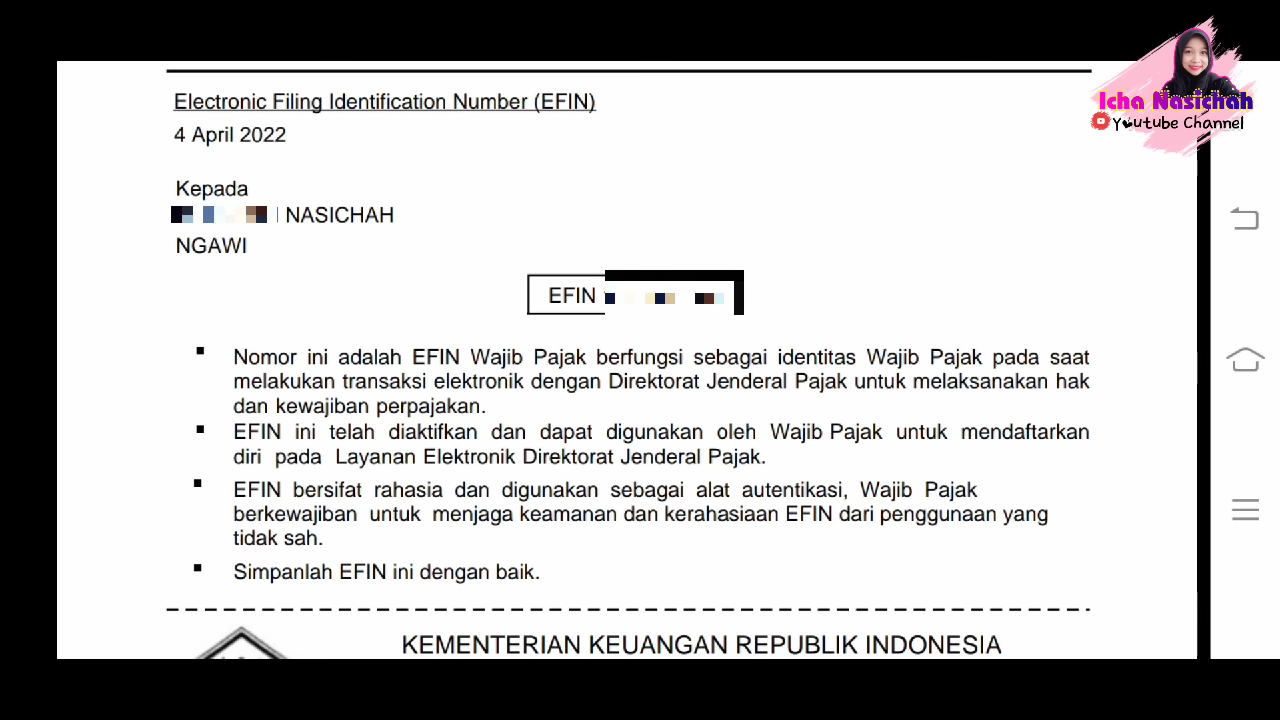 Icha Nasichah
Youtube Channel
Electronic Filing Identification Number (EFIN)
4 April 2022
Kepada
NASICHAH
NGAWI
EFIN
Nomor ini adalah EFIN Wajib Pajak berfungsi sebagai identitas Wajib Pajak pada saat
melakukan transaksi elektronik dengan Direktorat Jenderal Pajak untuk melaksanakan hak
dan kewajiban perpajakan.
EFIN ini telah diaktifkan dan dapat digunakan oleh Wajib Pajak untuk mendaftarkan
diri pada Layanan Elektronik Direktorat Jenderal Pajak.
EFIN bersifat rahasia dan digunakan sebagai alat autentikasi, Wajib Pajak
berkewajiban untuk menjaga keamanan dan kerahasiaan EFIN dari penggunaan yang
tidak sah.
Simpanlah EFIN ini dengan baik.
KEMENTERIAN KEUANGAN REPUBLIK INDONESIA